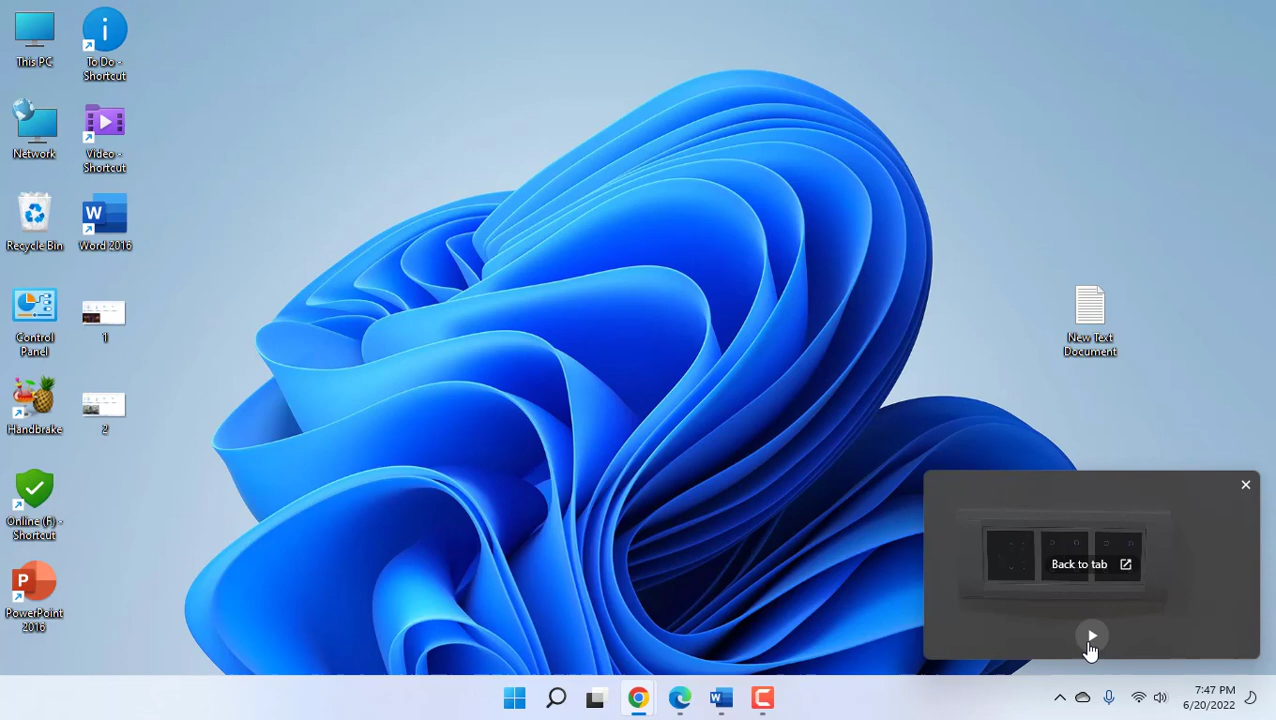 This PC
To Do -
Shortcut
Network
Video -
Shortcut
Recycle Bin
W
Word 2016
Control
Panel
1
Handbrake
2
Online (F) -
Shortcut
P
PowerPoint
2016
New Text
Document
Back to tab
W
7:47 PM
6/20/2022